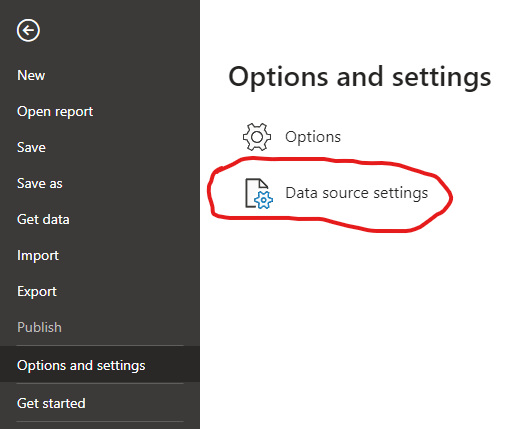 New
Open report
Save
Save as
Get data
Import
Export
Publish
Options and settings
Get started
Options and settings
Options
Data source settings